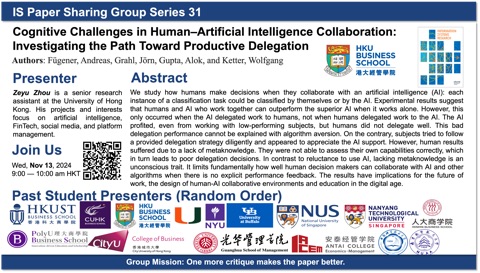 IS Paper Sharing Group Series 31
Cognitive Challenges in Human–Artificial Intelligence Collaboration:
Investigating the Path Toward Productive Delegation
Authors: Fügener, Andreas, Grahl, Jörn, Gupta, Alok, and Ketter, Wolfgang
HKU
BUSINESS
SCHOOL
港大經管學院
Presenter
Zeyu Zhou is a senior research
assistant at the University of Hong
Kong. His projects and interests
focus on artificial intelligence,
FinTech, social media, and platform
management.
Join Us
Wed, Nov 13, 2024
9:00 — 10:00 am HKT
Abstract
We study how humans make decisions when they collaborate with an artificial intelligence (AI): each
instance of a classification task could be classified by themselves or by the AI. Experimental results suggest
that humans and AI who work together can outperform the superior AI when it works alone. However, this
only occurred when the AI delegated work to humans, not when humans delegated work to the AI. The AI
profited, even from working with low-performing subjects, but humans did not delegate well. This bad
delegation performance cannot be explained with algorithm aversion. On the contrary, subjects tried to follow
a provided delegation strategy diligently and appeared to appreciate the AI support. However, human results
suffered due to a lack of metaknowledge. They were not able to assess their own capabilities correctly, which
in turn leads to poor delegation decisions. In contrast to reluctance to use AI, lacking metaknowledge is an
unconscious trait. It limits fundamentally how well human decision makers can collaborate with AI and other
algorithms when there is no explicit performance feedback. The results have implications for the future of
work, the design of human-AI collaborative environments and education in the digital age.
Past Student Presenters (Random Order)
HKUST
BUSINESS SCHOOL
CUHK
HKU
BUSINESS
SCHOOL
港大經管學院
U
NYU
University at Buffalo
NUS
National University
of Singapore
NANYANG
TECHNOLOGICAL
UNIVERSITY
SINGAPORE
人大商学院
PolyU
Business School
CityU
College of Business
光华管理学院
Guanghua School of Management
安泰經管學院
ANTAI COLLEGE
Economics & Management
Group Mission: One more critique makes the paper better.